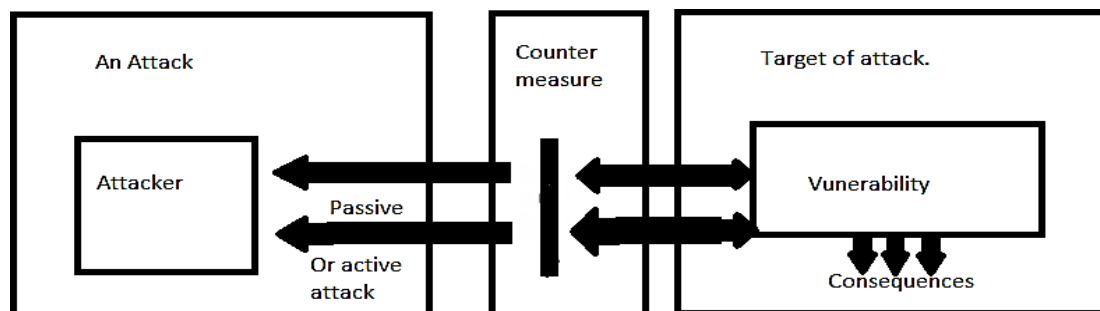 An Attack
Attacker
Passive
Or active
attack
Counter
measure
Target of attack.
Vunerability
Consequences